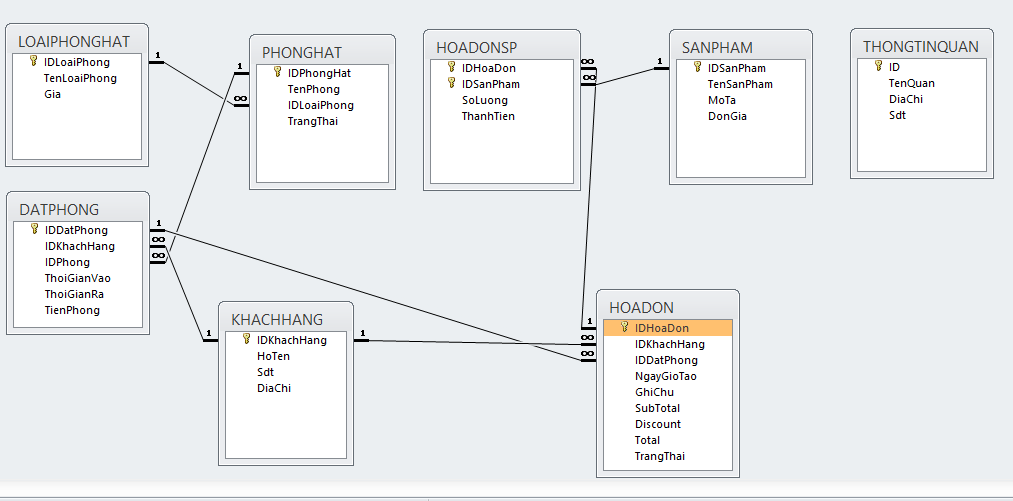 LOAIPHONGHAT
IDLoaiPhong
TenLoaiPhong
Gia
1
PHONGHAT
IDPhongHat
TenPhong
IDLoaiPhong
TrangThai
1
∞
HOADONSP
IDHoaDon
IDSanPham
SoLuong
ThanhTien
∞
∞
SANPHAM
IDSanPham
TenSanPham
MoTa
DonGia
1
THONGTINQUAN
ID
TenQuan
DiaChi
Sdt
DATPHONG
IDDatPhong
IDKhachHang
IDPhong
ThoiGianVao
ThoiGianRa
TienPhong
1
∞
∞
KHACHHANG
IDKhachHang
HoTen
Sdt
DiaChi
1
1
HOADON
IDHoaDon
IDKhachHang
IDDatPhong
NgayGioTao
GhiChu
SubTotal
Discount
Total
TrangThai
1
∞
∞